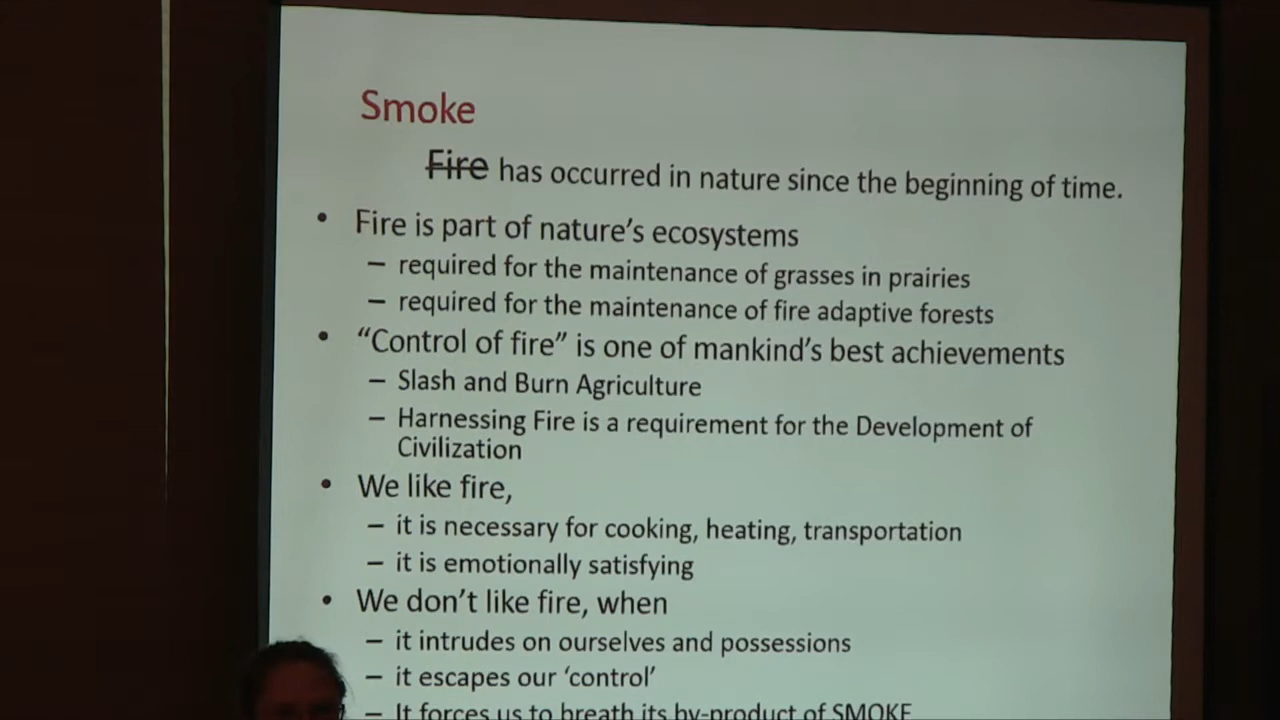 Smoke
Fire has occurred in nature since the beginning of time.
• Fire is part of nature's ecosystems
– required for the maintenance of grasses in prairies
– required for the maintenance of fire adaptive forests
• “Control of fire” is one of mankind's best achievements
– Slash and Burn Agriculture
– Harnessing Fire is a requirement for the Development of
Civilization
• We like fire,
– it is necessary for cooking, heating, transportation
– it is emotionally satisfying
• We don't like fire, when
– it intrudes on ourselves and possessions
– it escapes our ‘control’
– It forces us to breath its by-product of SMOKE